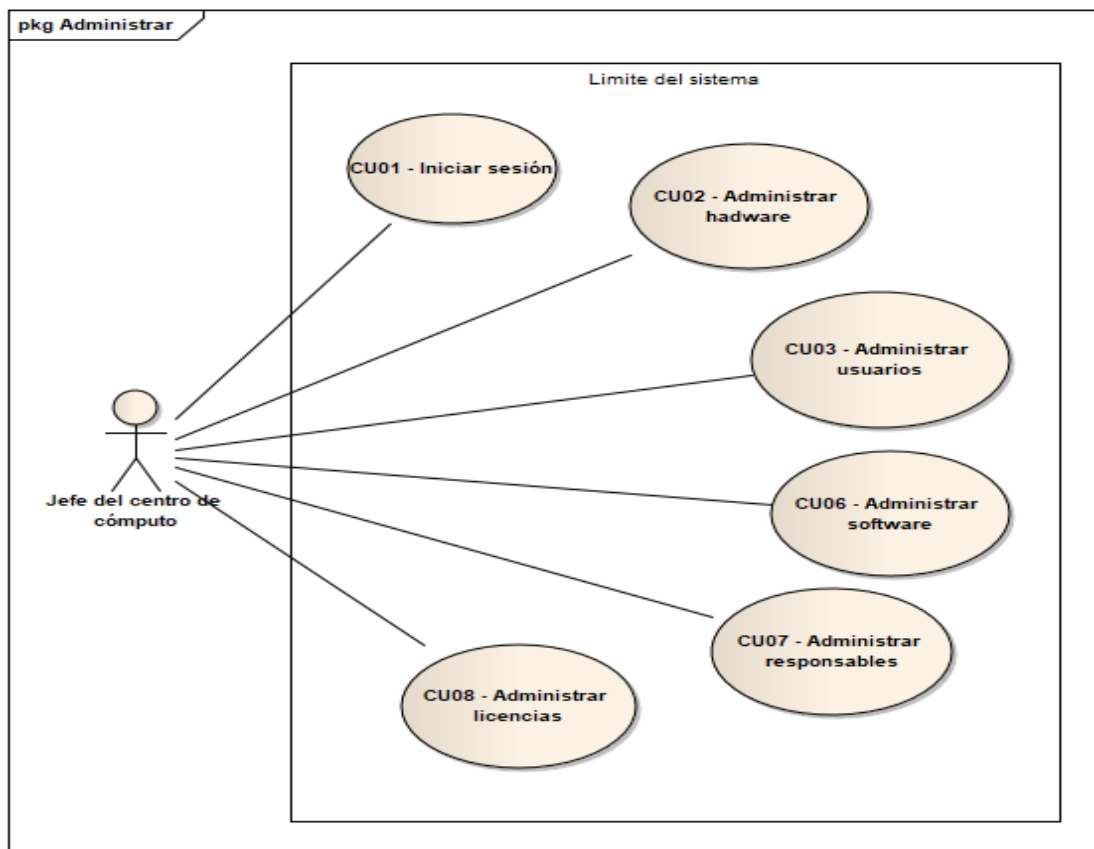 pkg Administrar
Limite del sistema
CU01 - Iniciar sesión
CU02 - Administrar
hadware
CU03 - Administrar
usuarios
CU06 - Administrar
software
CU07 - Administrar
responsables
CU08 - Administrar
licencias
Jefe del centro de
cómputo